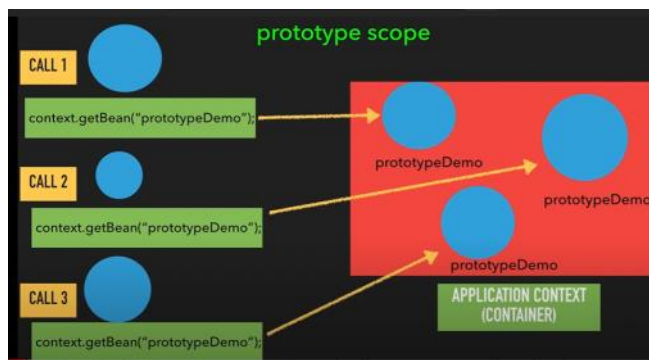 prototype scope
CALL 1
context.getBean("prototypeDemo");
prototypeDemo
prototypeDemo
CALL 2
context.getBean("prototypeDemo");
prototypeDemo
CALL 3
context.getBean("prototypeDemo");
APPLICATION CONTEXT
(CONTAINER)